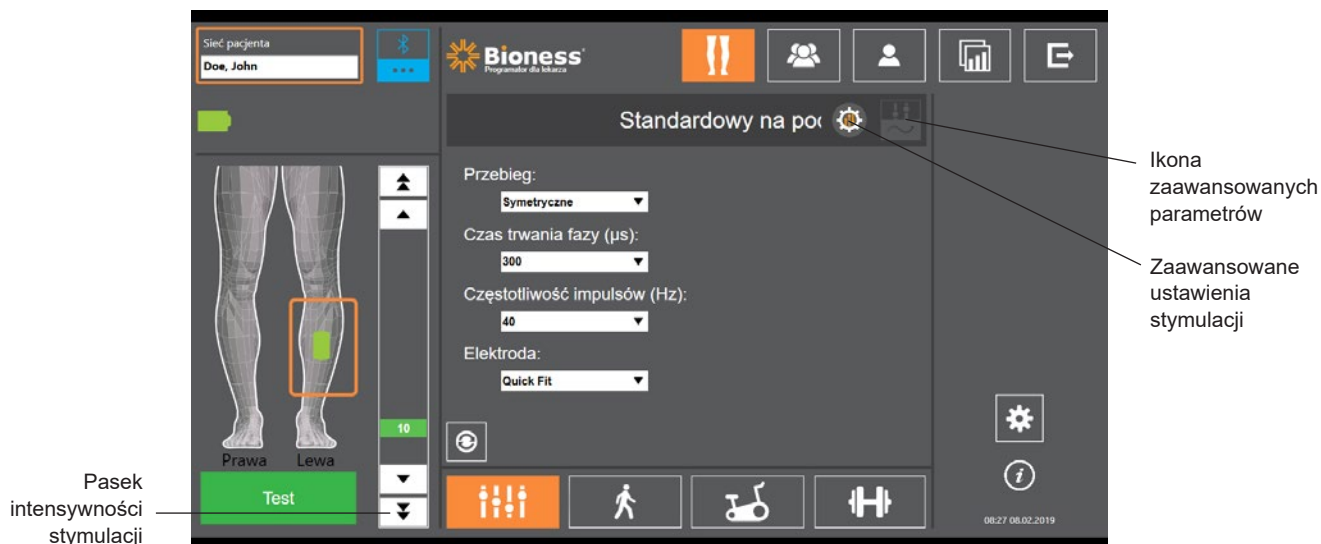 Sieć pacjenta
Doe, John
Bioness
Programator dla lekarza
Standardowy na poc
Przebieg:
Symetryczne
Czas trwania fazy (µs):
300
Częstotliwość impulsów (Hz):
40
Elektroda:
Quick Fit
10
Prawa Lewa
Test
08:27 08.02.2019
Ikona
zaawansowanych
parametrów
Zaawansowane
ustawienia
stymulacji
Pasek
intensywności
stymulacji